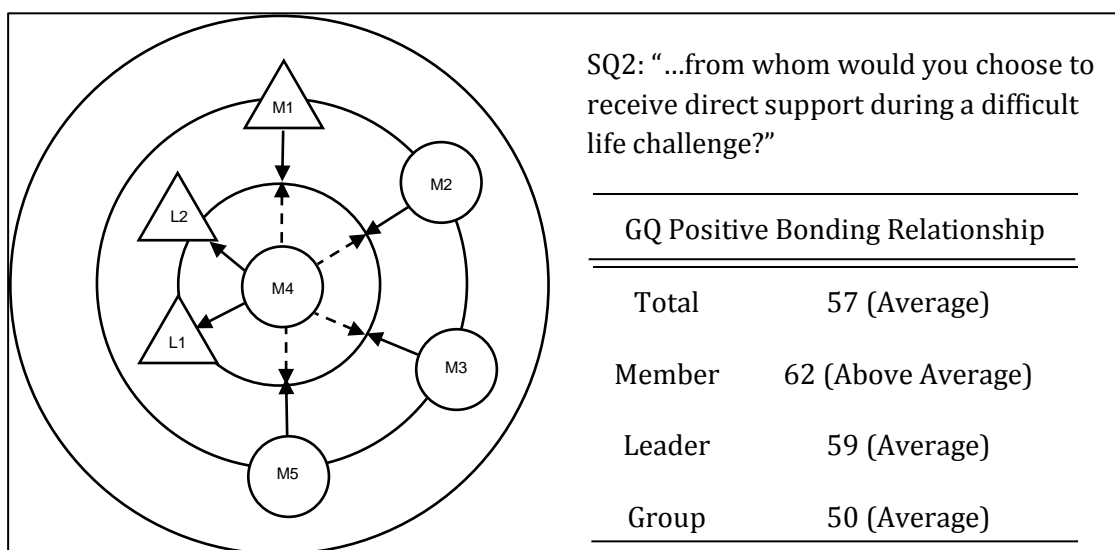 M1
M2
L2
M4
L1
M3
M5
SQ2: “…from whom would you choose to
receive direct support during a difficult
life challenge?”
GQ Positive Bonding Relationship
Total 57 (Average)
Member 62 (Above Average)
Leader 59 (Average)
Group 50 (Average)